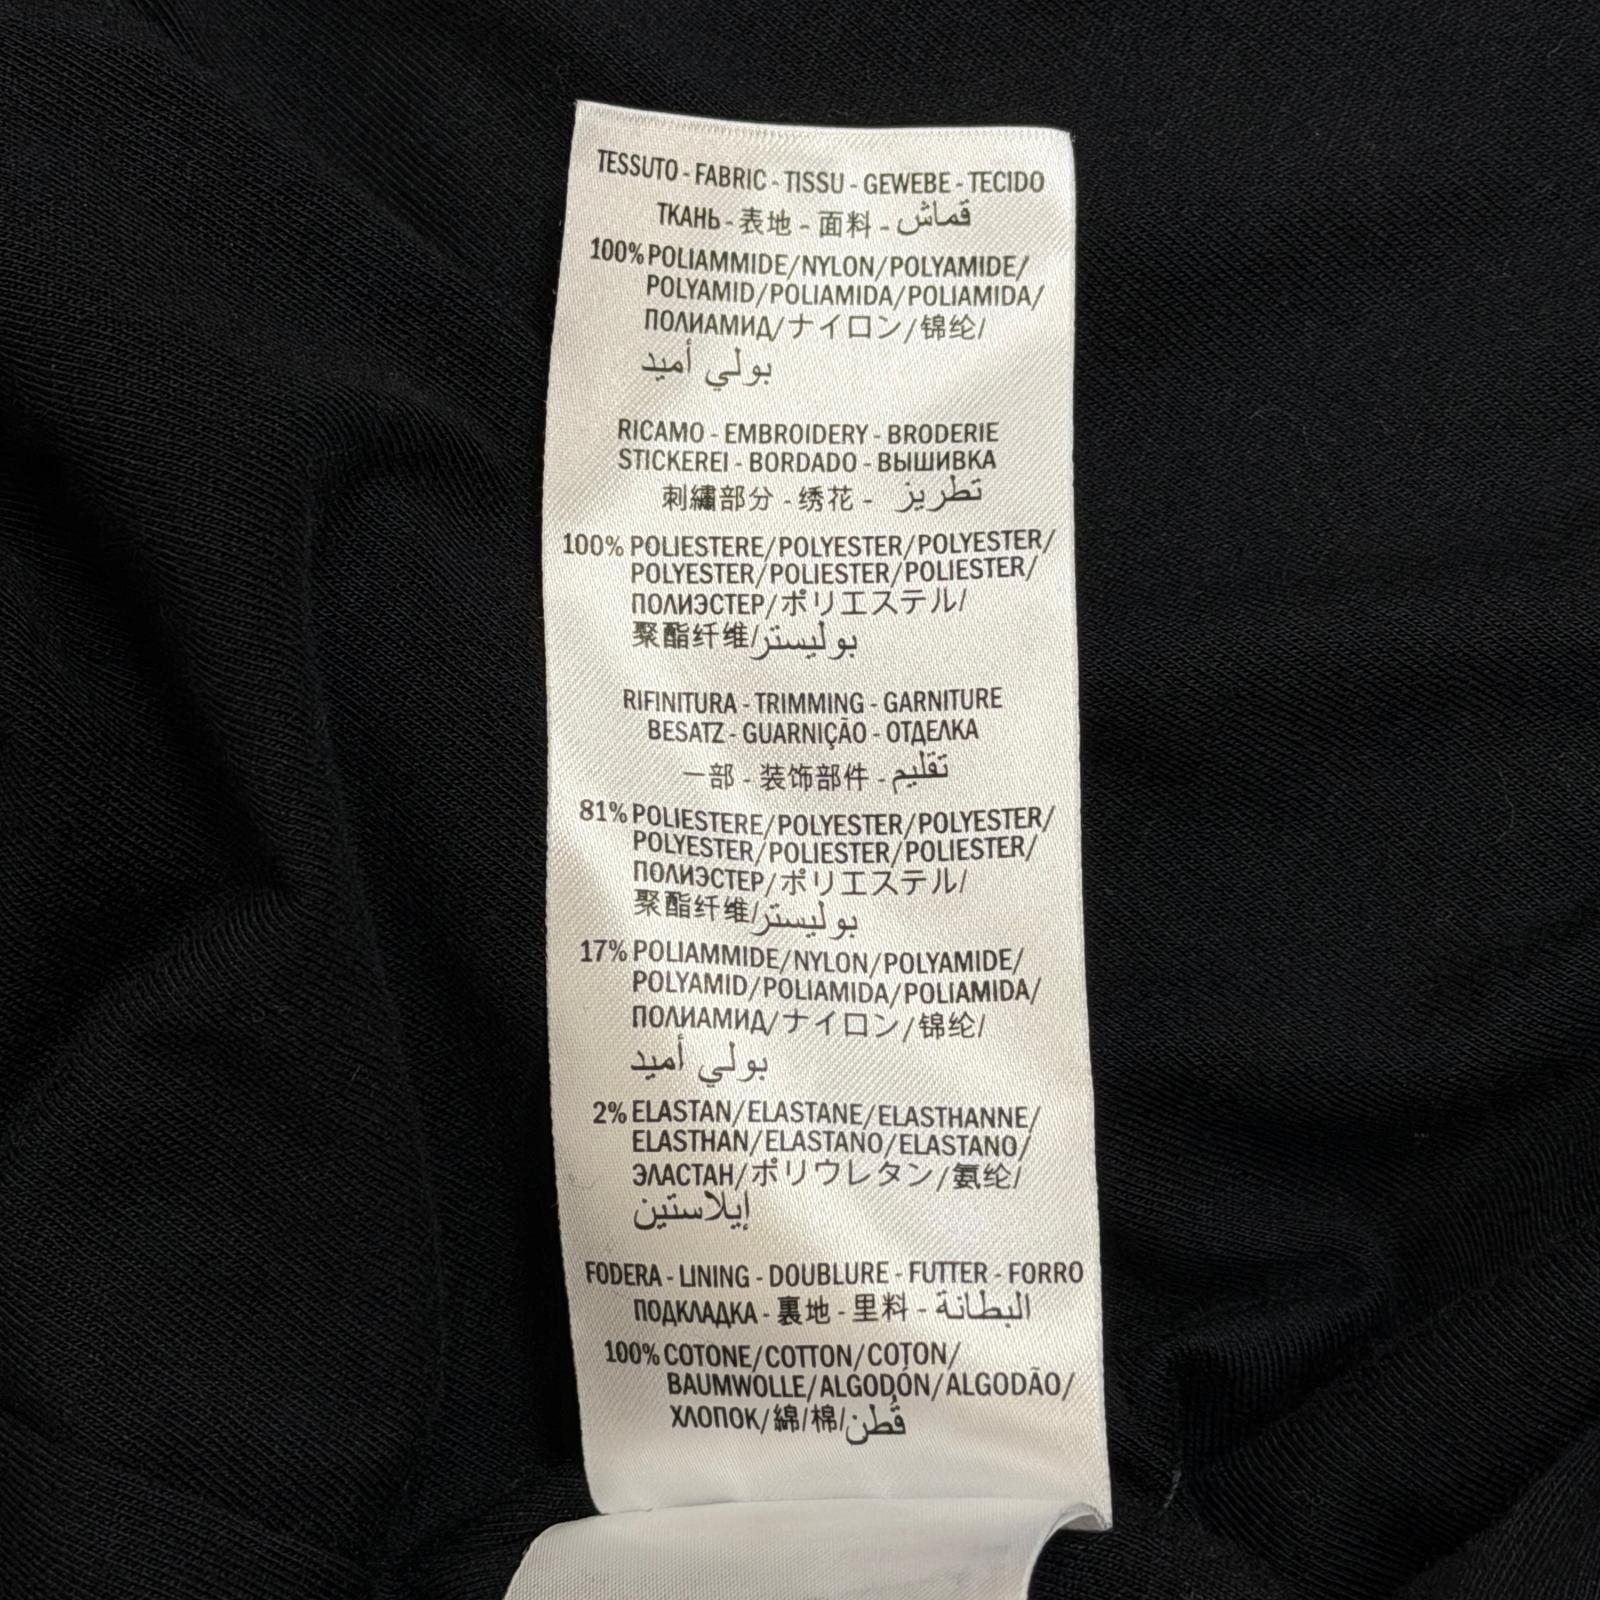 TESSUTO - FABRIC - TISSU - GEWEBE - TECIDO
ТКАНЬ - 表地 - 面料 - قماش
100% POLIAMMIDE/NYLON/POLYAMIDE/
POLYAMID/POLIAMIDA/POLIAMIDA/
ПОЛИАМИД/ナイロン/锦纶/
بولي أميد
RICAMO - EMBROIDERY - BRODERIE
STICKEREI - BORDADO - ВЫШИВКА
刺繍部分 - 绣花 - تطريز
100% POLIESTERE/POLYESTER/POLYESTER/
POLYESTER/POLIESTER/POLIESTER/
ПОЛИЭСТЕР/ポリエステル/
聚酯纤维/بوليستر
RIFINITURA - TRIMMING - GARNITURE
BESATZ - GUARNIÇÃO - ОТДЕЛКА
一部 - 装饰部件 - تقليم
81% POLIESTERE/POLYESTER/POLYESTER/
POLYESTER/POLIESTER/POLIESTER/
ПОЛИЭСТЕР/ポリエステル/
聚酯纤维/بوليستر
17% POLIAMMIDE/NYLON/POLYAMIDE/
POLYAMID/POLIAMIDA/POLIAMIDA/
ПОЛИАМИД/ナイロン/锦纶/
بولي أميد
2% ELASTAN/ELASTANE/ELASTHANNE/
ELASTHAN/ELASTANO/ELASTANO/
ЭЛАСТАН/ポリウレタン/氨纶/
إيلاستين
FODERA - LINING - DOUBLURE - FUTTER - FORRO
ПОДКЛАДКА - 裏地 - 里料 - البطانة
100% COTONE/COTTON/COTON/
BAUMWOLLE/ALGODÓN/ALGODÃO/
ХЛОПОК/綿/棉/قُطن